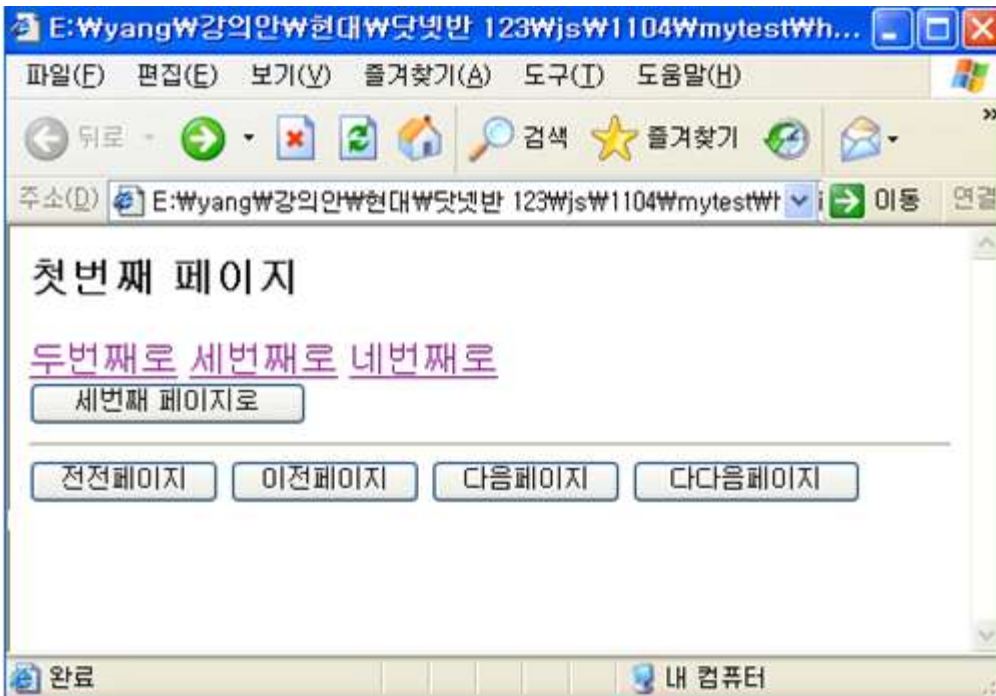 E:\yang\강의안\현대\닷넷반 123\js\1104\mytest\h...
파일(F) 편집(E) 보기(V) 즐겨찾기(A) 도구(T) 도움말(H)
뒤로 검색 즐겨찾기 »
주소(D) E:\yang\강의안\현대\닷넷반 123\js\1104\mytest\ 이동 연결
첫번째 페이지
두번째로 세번째로 네번째로
세번째 페이지로
전전페이지 이전페이지 다음페이지 다다음페이지
완료 내 컴퓨터